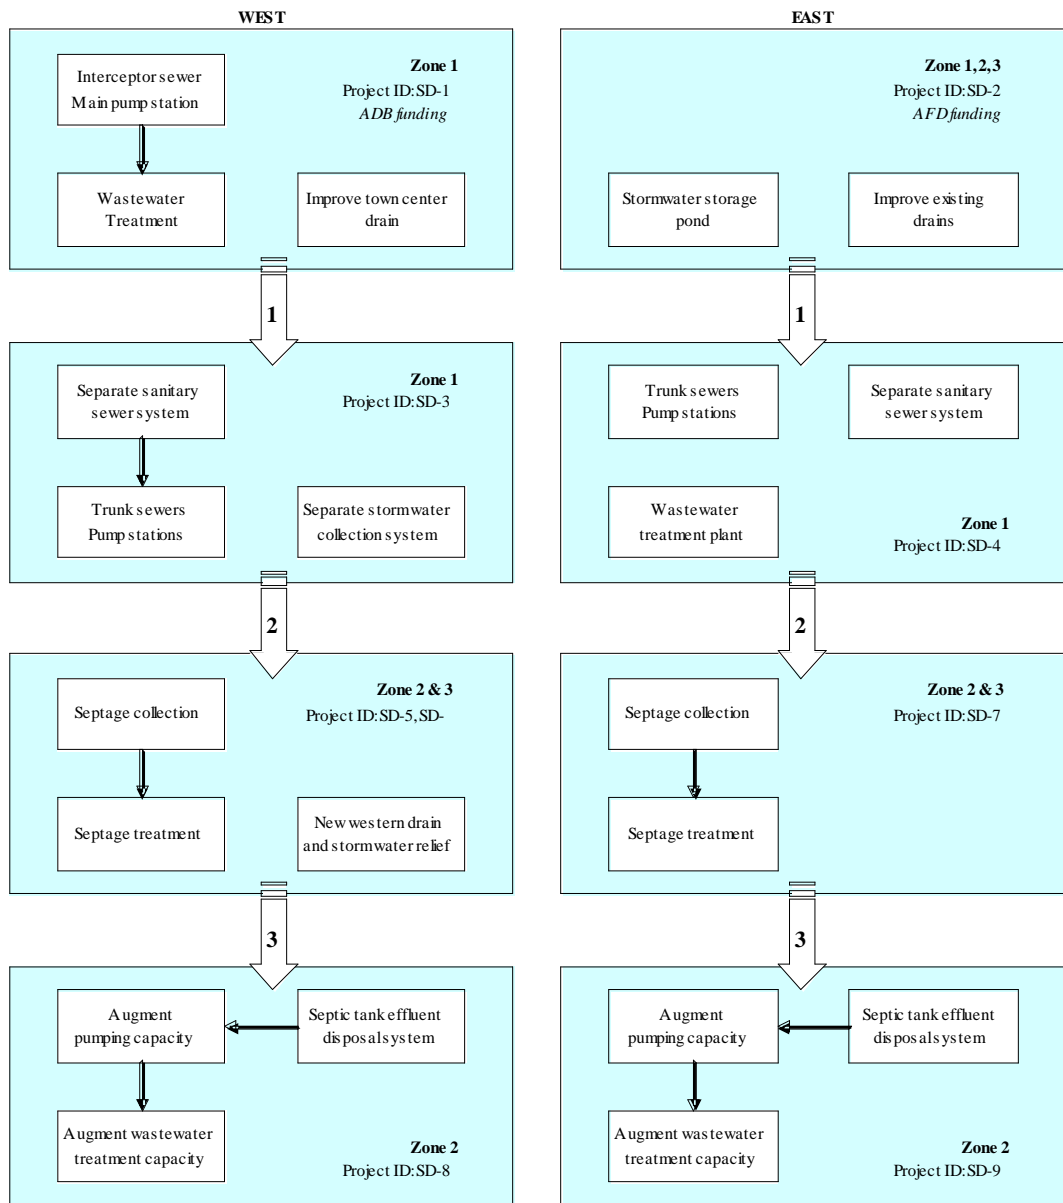 WEST
Interceptor sewer
Main pump station
Zone 1
Project ID: SD-1
ADB funding
Wastewater
Treatment
Improve town center
drain
1
Separate sanitary
sewer system
Zone 1
Project ID: SD-3
Trunk sewers
Pump stations
Separate stormwater
collection system
2
Septage collection
Zone 2 & 3
Project ID: SD-5, SD-
Septage treatment
New western drain
and stormwater relief
3
Augment
pumping capacity
Septic tank effluent
disposal system
Augment wastewater
treatment capacity
Zone 2
Project ID: SD-8
EAST
Zone 1, 2, 3
Project ID: SD-2
AFD funding
Stormwater storage
pond
Improve existing
drains
1
Trunk sewers
Pump stations
Separate sanitary
sewer system
Wastewater
treatment plant
Zone 1
Project ID: SD-4
2
Septage collection
Zone 2 & 3
Project ID: SD-7
Septage treatment
3
Augment
pumping capacity
Septic tank effluent
disposal system
Augment wastewater
treatment capacity
Zone 2
Project ID: SD-9